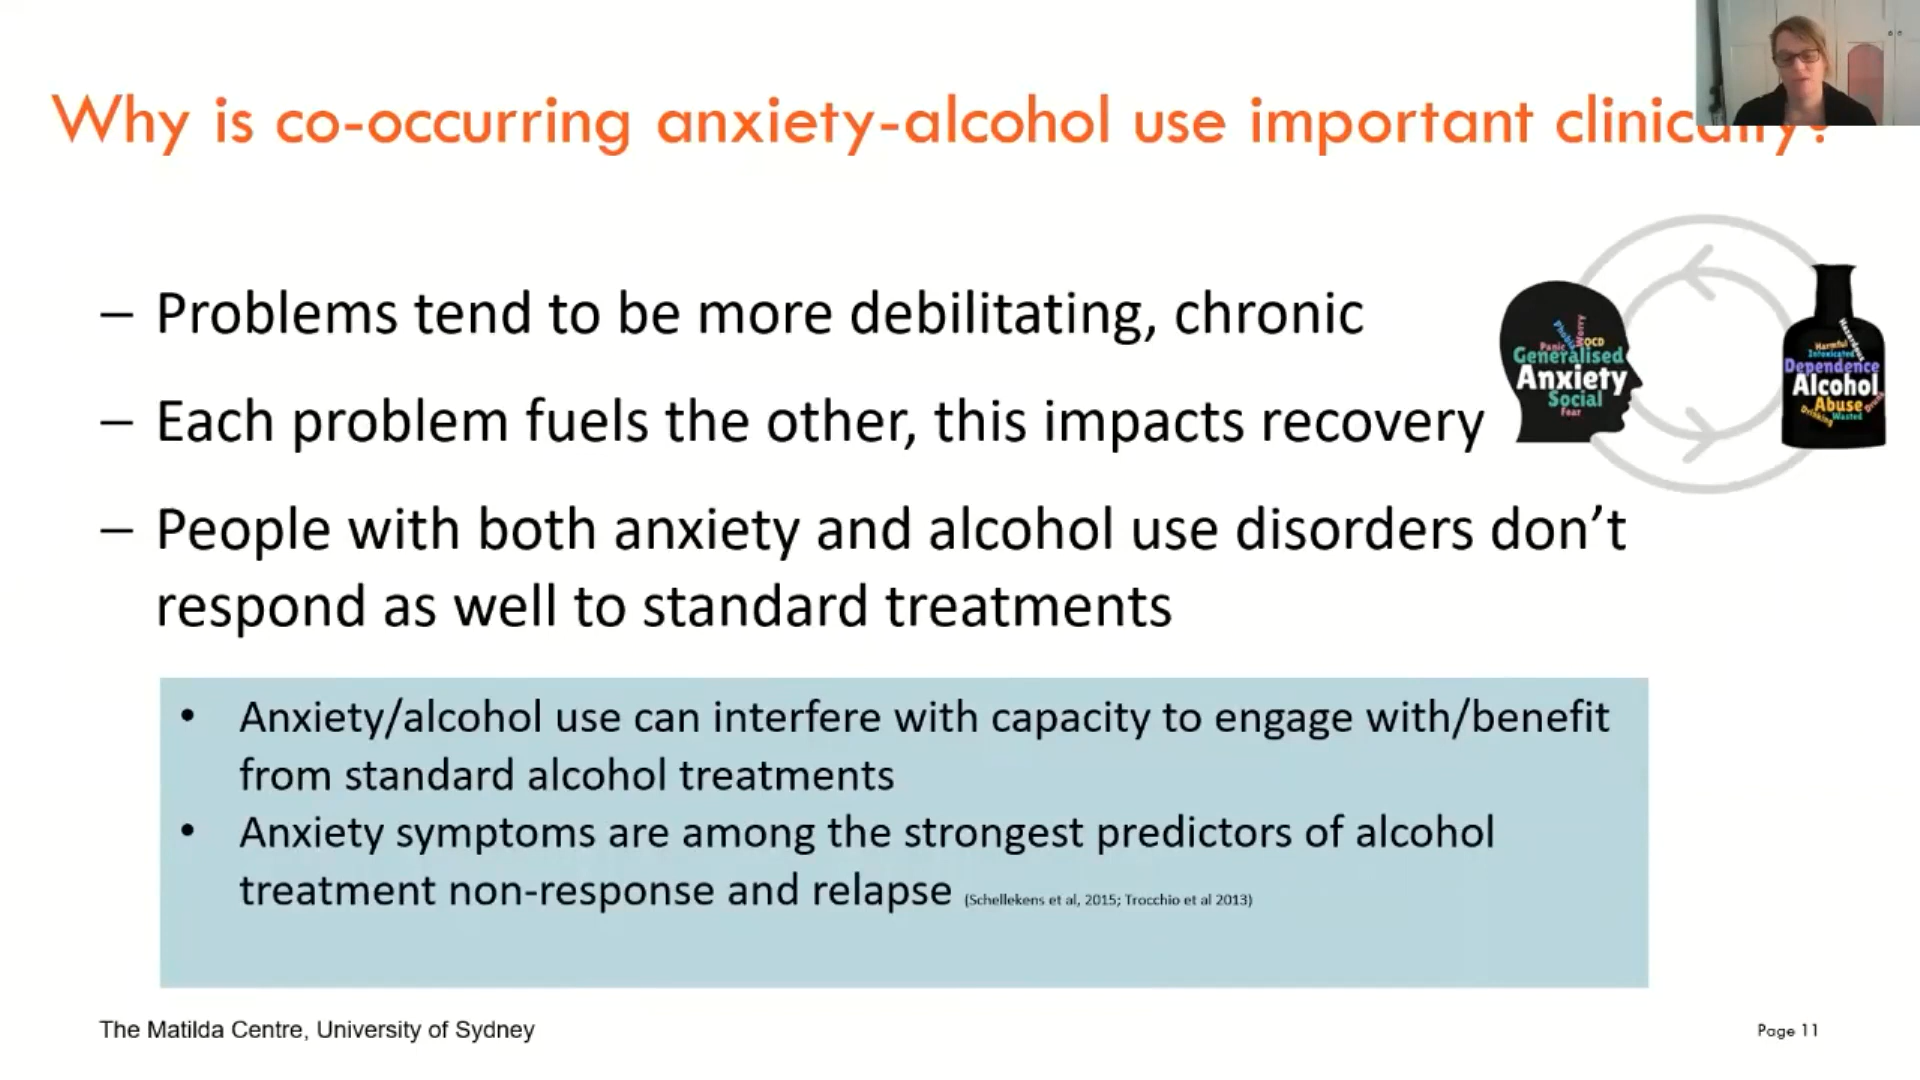 Why is co-occurring anxiety-alcohol use important clinically?
– Problems tend to be more debilitating, chronic
– Each problem fuels the other, this impacts recovery
– People with both anxiety and alcohol use disorders don’t
respond as well to standard treatments
Phobia
Worry
Panic
OCD
Generalised
Anxiety
Social
Fear
Hazardous
Harmful
Intoxicated
Dependence
Alcohol
Abuse
Drunk
Drinking
Wasted
• Anxiety/alcohol use can interfere with capacity to engage with/benefit
from standard alcohol treatments
• Anxiety symptoms are among the strongest predictors of alcohol
treatment non-response and relapse (Schellekens et al, 2015; Trocchio et al 2013)
The Matilda Centre, University of Sydney
Page 11